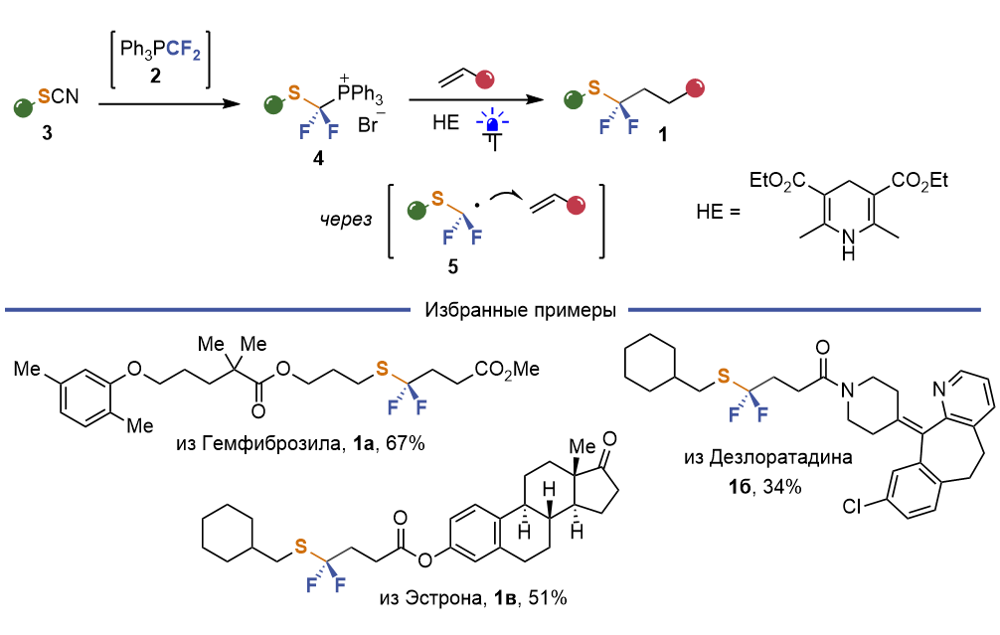 Ph3PCF2
2
SCN
3
S
+
PPh3
F F
Br−
4
HE
S
F F
1
через
S
F F
5
HE =
EtO2C
CO2Et
N
H
Избранные примеры
Me
O
Me Me
O
O
S
F F
CO2Me
Me
из Гемфиброзила, 1а, 67%
S
F F
O
N
N
Cl
из Дезлоратадина
1б, 34%
S
F F
O
O
H
H
H
Me
O
из Эстрона, 1в, 51%